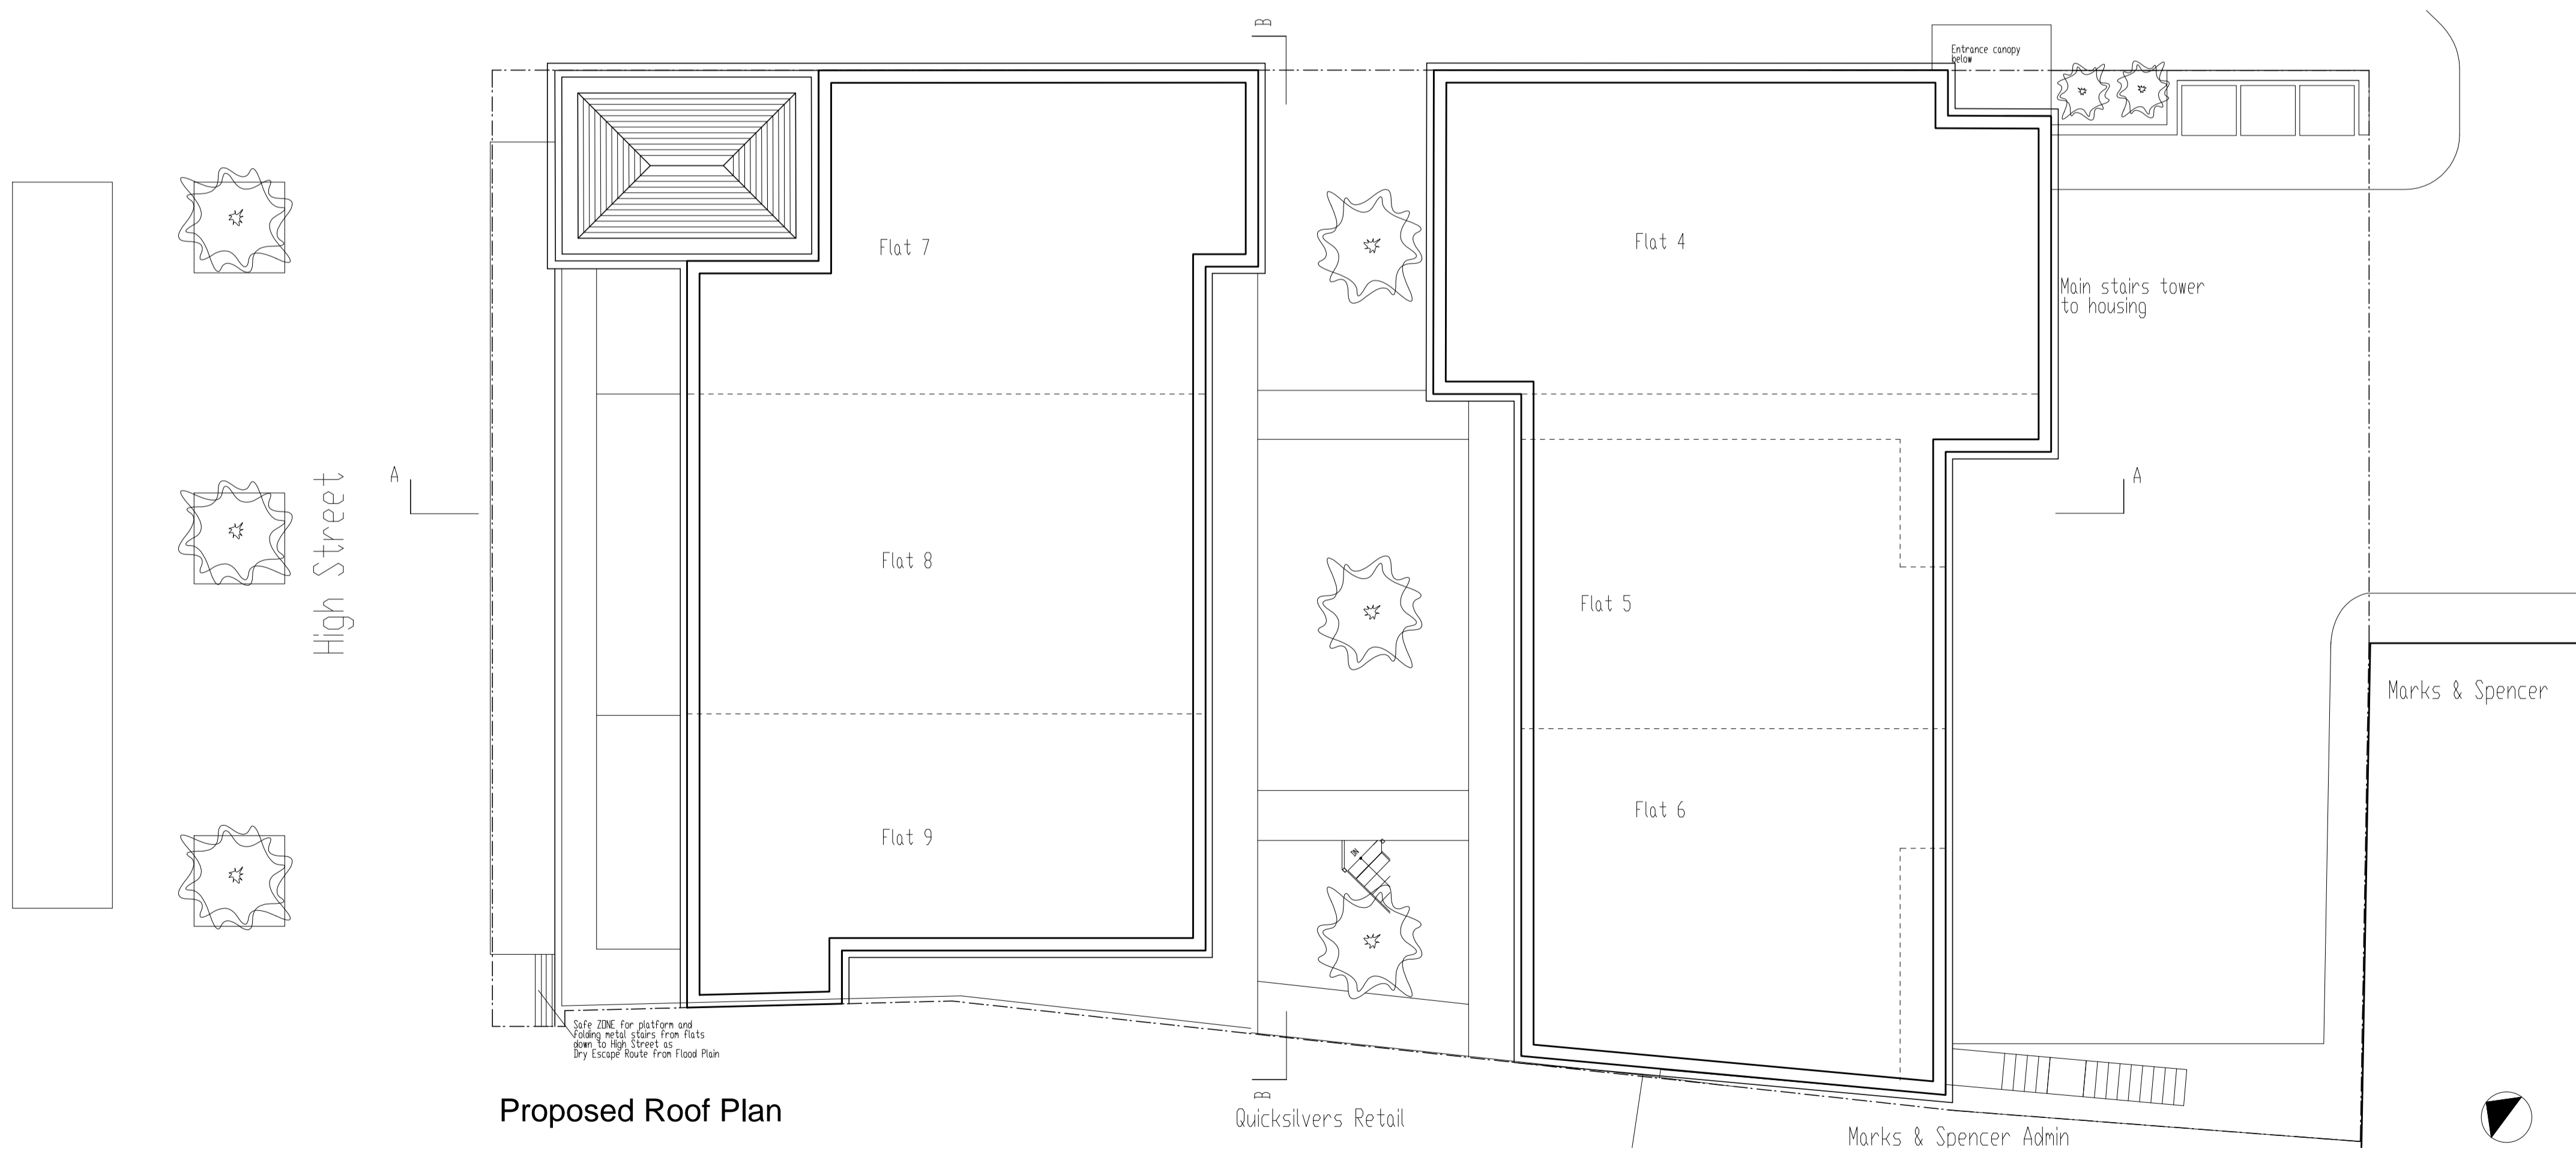 B
Entrance canopy
below
Flat 7
Flat 4
Main stairs tower
to housing
High Street
A
A
Flat 8
Flat 5
Marks & Spencer
Flat 9
Flat 6
DN
Safe ZONE for platform and
folding metal stairs from flats
down to High Street as
Dry Escape Route from Flood Plain
Proposed Roof Plan
B
Quicksilvers Retail
Marks & Spencer Admin